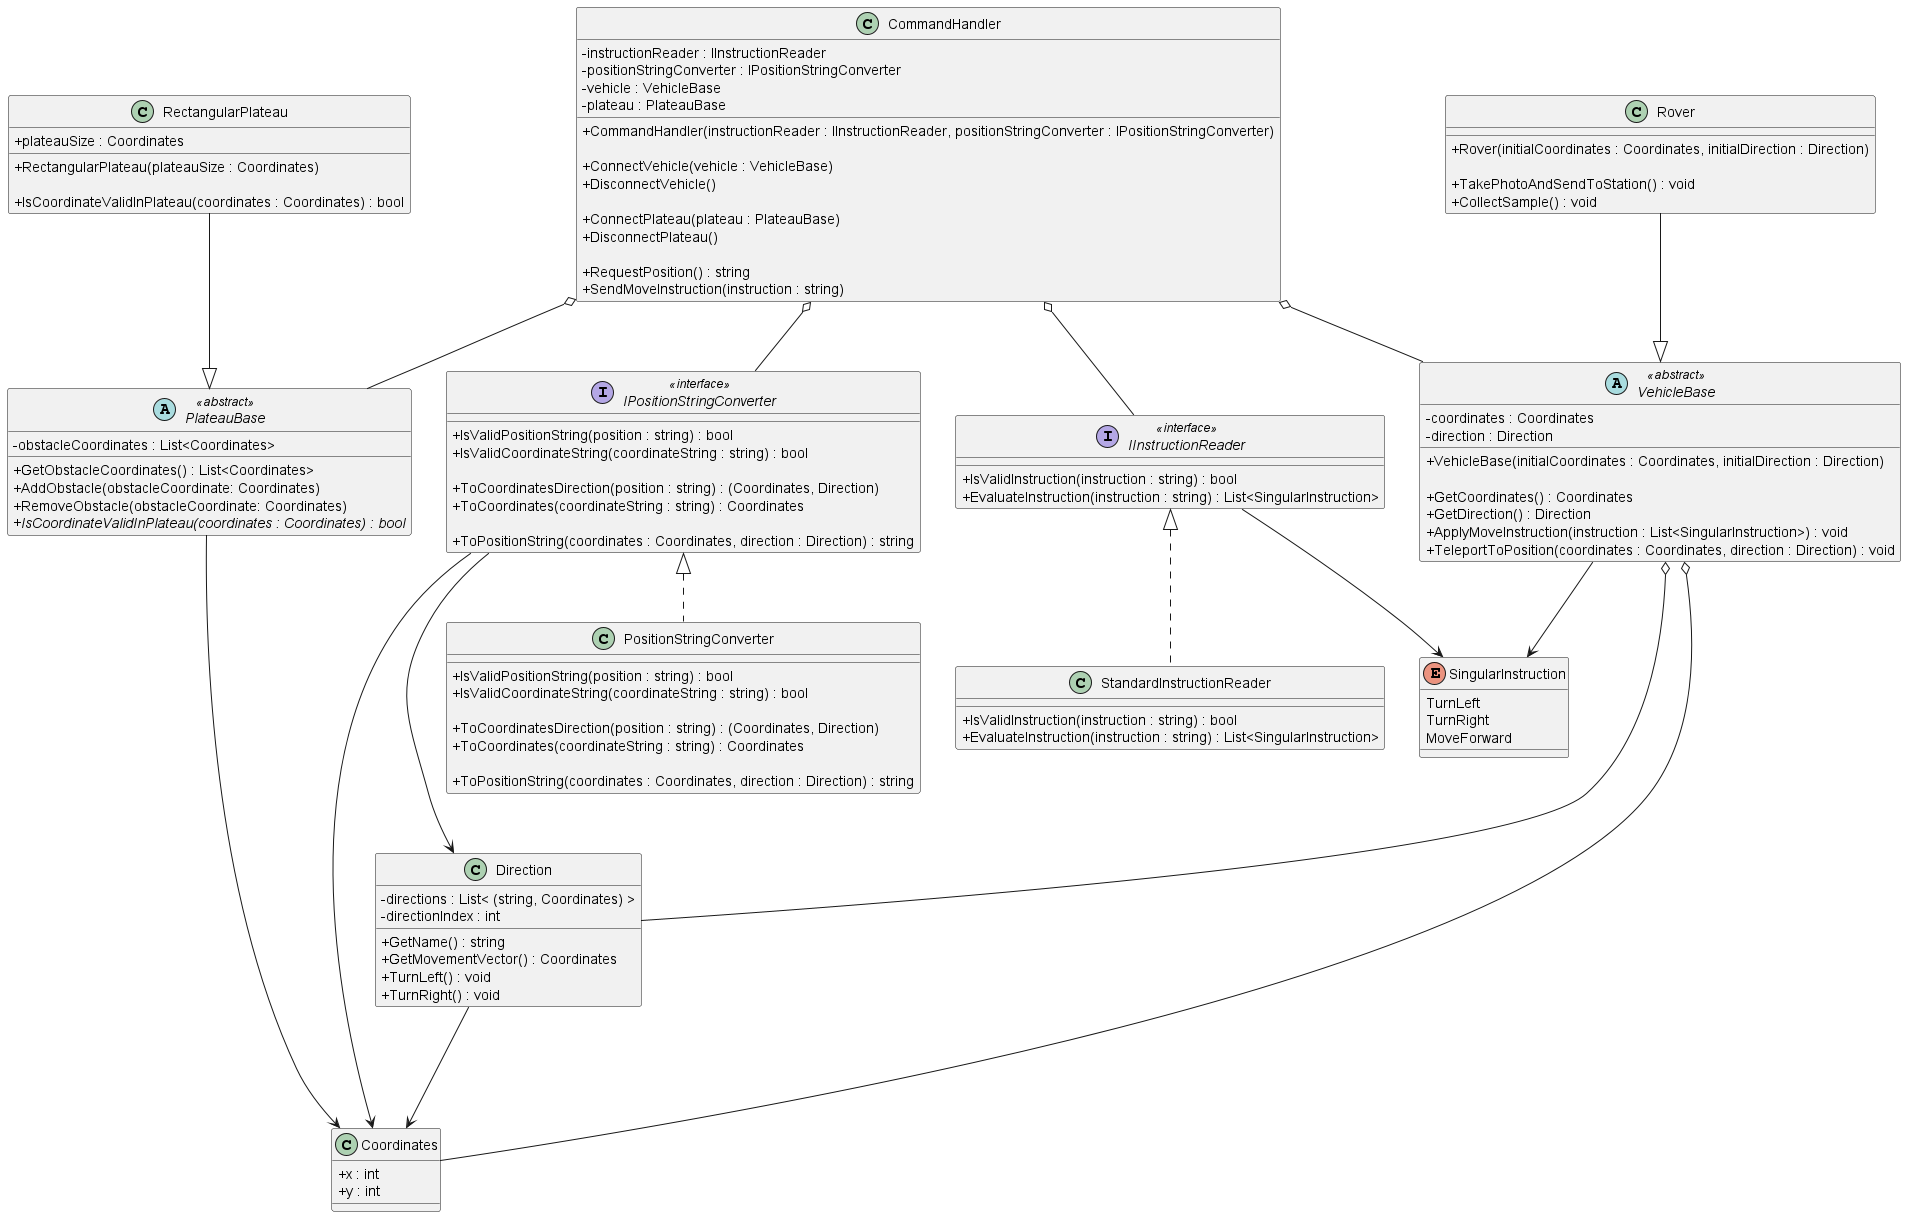 C CommandHandler
-instructionReader : IInstructionReader
-positionStringConverter : IPositionStringConverter
-vehicle : VehicleBase
-plateau : PlateauBase
+CommandHandler(instructionReader : IInstructionReader, positionStringConverter : IPositionStringConverter)
+ConnectVehicle(vehicle : VehicleBase)
+DisconnectVehicle()
+ConnectPlateau(plateau : PlateauBase)
+DisconnectPlateau()
+RequestPosition() : string
+SendMoveInstruction(instruction : string)
C RectangularPlateau
+plateauSize : Coordinates
+RectangularPlateau(plateauSize : Coordinates)
+IsCoordinateValidInPlateau(coordinates : Coordinates) : bool
C Rover
+Rover(initialCoordinates : Coordinates, initialDirection : Direction)
+TakePhotoAndSendToStation() : void
+CollectSample() : void
A «abstract»
PlateauBase
-obstacleCoordinates : List<Coordinates>
+GetObstacleCoordinates() : List<Coordinates>
+AddObstacle(obstacleCoordinate: Coordinates)
+RemoveObstacle(obstacleCoordinate: Coordinates)
+IsCoordinateValidInPlateau(coordinates : Coordinates) : bool
I «interface»
IPositionStringConverter
+IsValidPositionString(position : string) : bool
+IsValidCoordinateString(coordinateString : string) : bool
+ToCoordinatesDirection(position : string) : (Coordinates, Direction)
+ToCoordinates(coordinateString : string) : Coordinates
+ToPositionString(coordinates : Coordinates, direction : Direction) : string
I «interface»
IInstructionReader
+IsValidInstruction(instruction : string) : bool
+EvaluateInstruction(instruction : string) : List<SingularInstruction>
A «abstract»
VehicleBase
-coordinates : Coordinates
-direction : Direction
+VehicleBase(initialCoordinates : Coordinates, initialDirection : Direction)
+GetCoordinates() : Coordinates
+GetDirection() : Direction
+ApplyMoveInstruction(instruction : List<SingularInstruction>) : void
+TeleportToPosition(coordinates : Coordinates, direction : Direction) : void
C PositionStringConverter
+IsValidPositionString(position : string) : bool
+IsValidCoordinateString(coordinateString : string) : bool
+ToCoordinatesDirection(position : string) : (Coordinates, Direction)
+ToCoordinates(coordinateString : string) : Coordinates
+ToPositionString(coordinates : Coordinates, direction : Direction) : string
C StandardInstructionReader
+IsValidInstruction(instruction : string) : bool
+EvaluateInstruction(instruction : string) : List<SingularInstruction>
E SingularInstruction
TurnLeft
TurnRight
MoveForward
C Direction
-directions : List< (string, Coordinates) >
-directionIndex : int
+GetName() : string
+GetMovementVector() : Coordinates
+TurnLeft() : void
+TurnRight() : void
C Coordinates
+x : int
+y : int